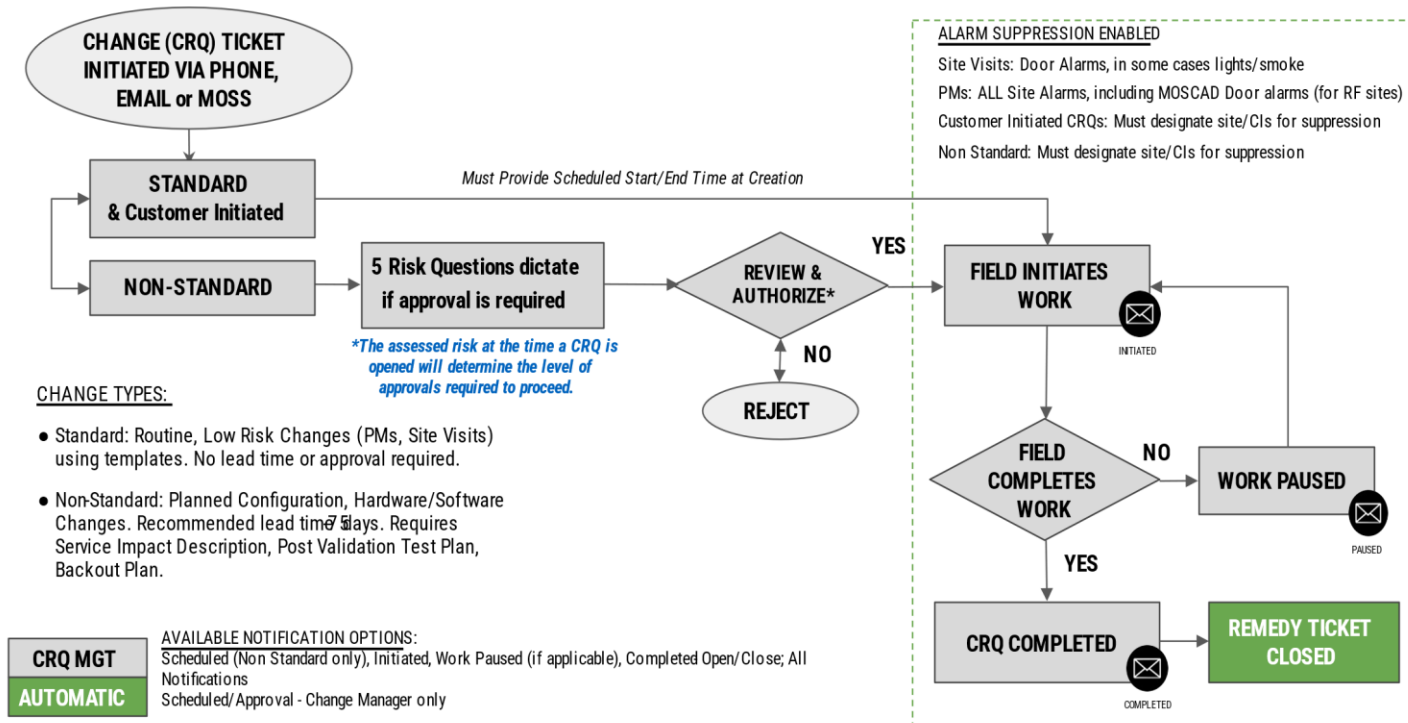 CHANGE (CRQ) TICKET
INITIATED VIA PHONE,
EMAIL or MOSS
STANDARD
& Customer Initiated
NON-STANDARD
Must Provide Scheduled Start/End Time at Creation
5 Risk Questions dictate
if approval is required
*The assessed risk at the time a CRQ is
opened will determine the level of
approvals required to proceed.
REVIEW &
AUTHORIZE*
YES
NO
REJECT
ALARM SUPPRESSION ENABLED
Site Visits: Door Alarms, in some cases lights/smoke
PMs: ALL Site Alarms, including MOSCAD Door alarms (for RF sites)
Customer Initiated CRQs: Must designate site/CIs for suppression
Non Standard: Must designate site/CIs for suppression
FIELD INITIATES
WORK
INITIATED
FIELD
COMPLETES
WORK
NO
WORK PAUSED
PAUSED
YES
CRQ COMPLETED
COMPLETED
REMEDY TICKET
CLOSED
CHANGE TYPES:
● Standard: Routine, Low Risk Changes (PMs, Site Visits)
using templates. No lead time or approval required.
● Non-Standard: Planned Configuration, Hardware/Software
Changes. Recommended lead time days. Requires
Service Impact Description, Post Validation Test Plan,
Backout Plan.
CRQ MGT
AUTOMATIC
AVAILABLE NOTIFICATION OPTIONS:
Scheduled (Non Standard only), Initiated, Work Paused (if applicable), Completed Open/Close; All
Notifications
Scheduled/Approval - Change Manager only